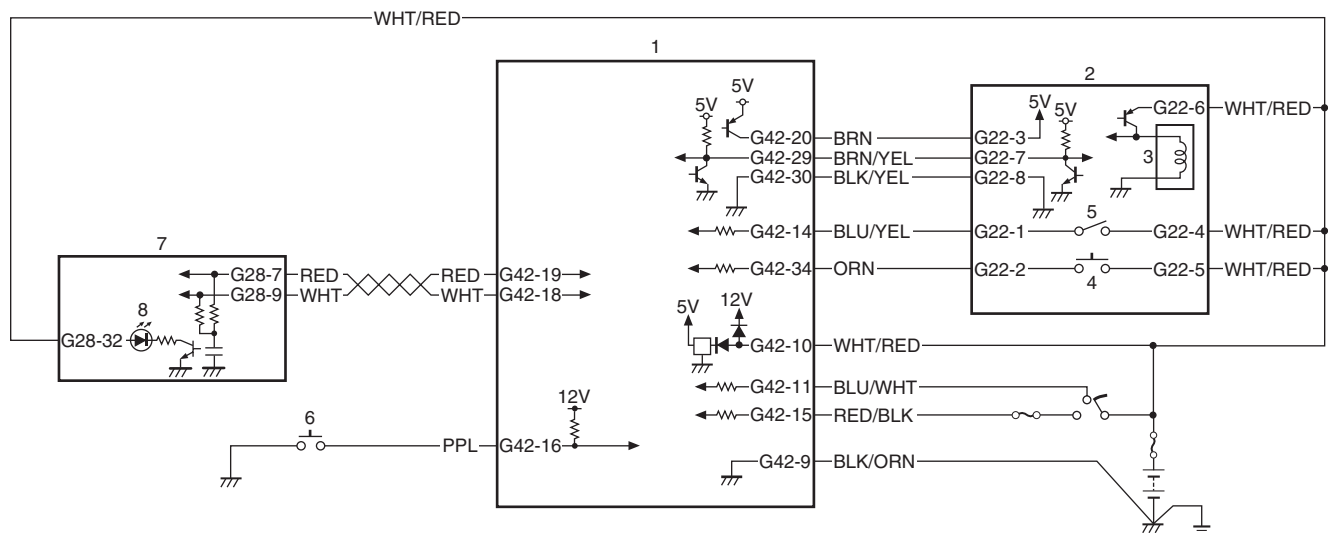 WHT/RED
1
2
5V
5V
5V
5V
G22-6 WHT/RED
G42-20 BRN G22-3
3
G42-29 BRN/YEL G22-7
G42-30 BLK/YEL G22-8
5
G42-14 BLU/YEL G22-1 G22-4 WHT/RED
7
G28-7 RED RED G42-19
G42-34 ORN G22-2 G22-5 WHT/RED
4
G28-9 WHT WHT G42-18
8
5V 12V
G28-32
G42-10 WHT/RED
G42-11 BLU/WHT
12V
G42-15 RED/BLK
6
PPL G42-16
G42-9 BLK/ORN